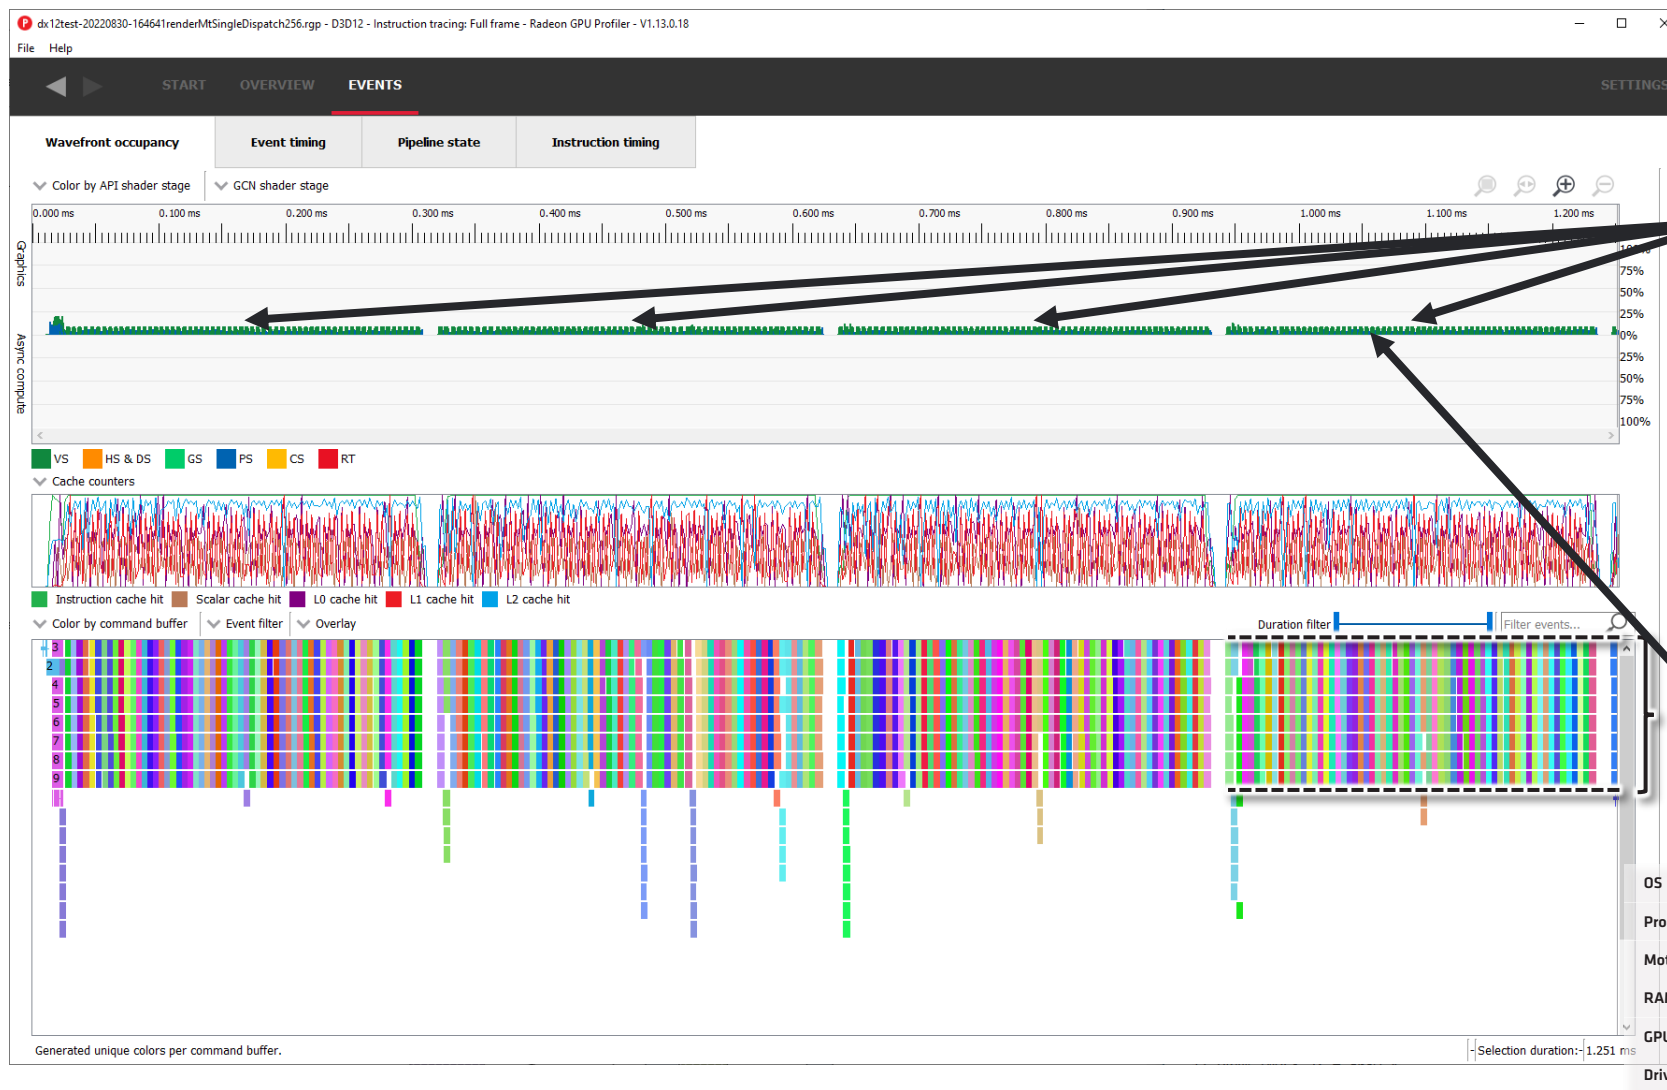 dx12test-20220830-164641renderMtSingleDispatch256.rgp - D3D12 - Instruction tracing: Full frame - Radeon GPU Profiler - V1.13.0.18
File Help
START OVERVIEW EVENTS SETTINGS
Wavefront occupancy Event timing Pipeline state Instruction timing
Color by API shader stage GCN shader stage
0.000 ms 0.100 ms 0.200 ms 0.300 ms 0.400 ms 0.500 ms 0.600 ms 0.700 ms 0.800 ms 0.900 ms 1.000 ms 1.100 ms 1.200 ms
Graphics
75%
50%
25%
0%
Async compute
25%
50%
75%
100%
VS HS & DS GS PS CS RT
Cache counters
Instruction cache hit Scalar cache hit L0 cache hit L1 cache hit L2 cache hit
Color by command buffer Event filter Overlay Duration filter Filter events...
3
2
4
5
6
7
8
9
OS
Pro
Mot
RAM
GPU
Driv
Generated unique colors per command buffer. - Selection duration:- 1.251 ms